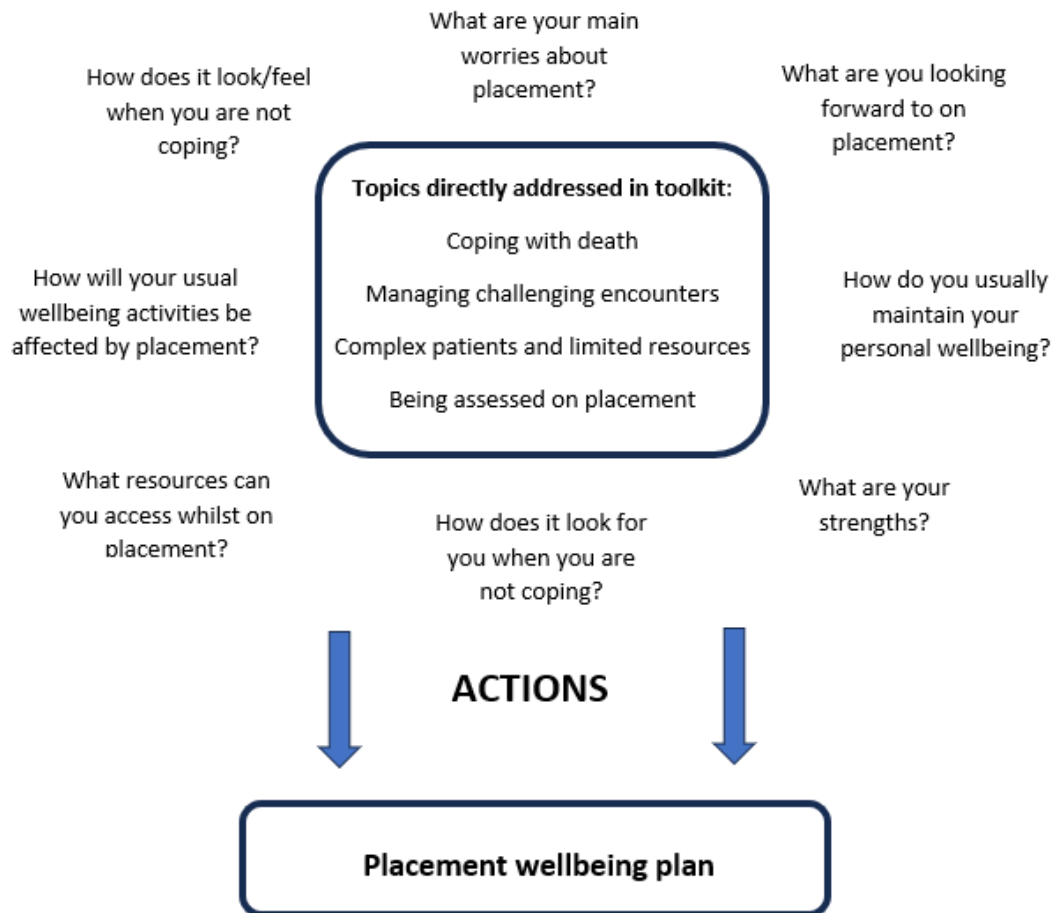 What are your main
worries about
placement?
How does it look/feel
when you are not
coping?
What are you looking
forward to on
placement?
Topics directly addressed in toolkit:
Coping with death
Managing challenging encounters
Complex patients and limited resources
Being assessed on placement
How will your usual
wellbeing activities be
affected by placement?
How do you usually
maintain your
personal wellbeing?
What resources can
you access whilst on
placement?
How does it look for
you when you are
not coping?
What are your
strengths?
ACTIONS
Placement wellbeing plan